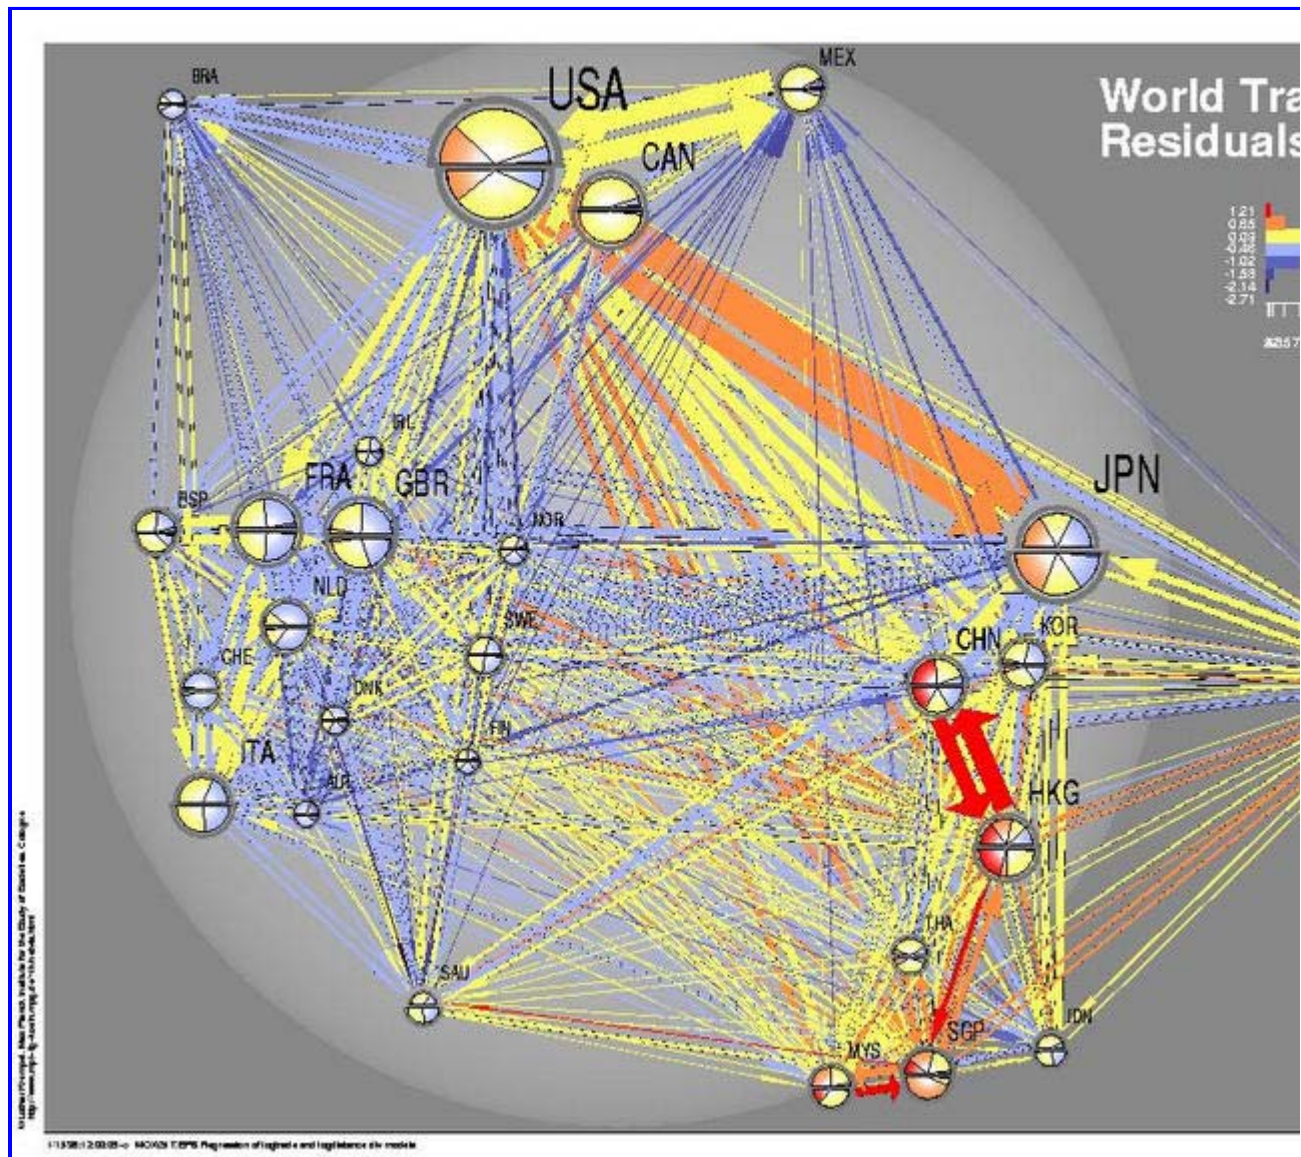 BRA
USA
MEX
CAN
World Tra
Residuals
1.21
0.65
0.09
-0.46
-1.02
-1.58
-2.14
-2.71
IRL
FRA
GBR
JPN
ESP
NOR
NLD
SWE
CHN
KOR
CHE
DNK
FIN
ITA
HKG
THA
SAU
MYS
SGP
IDN